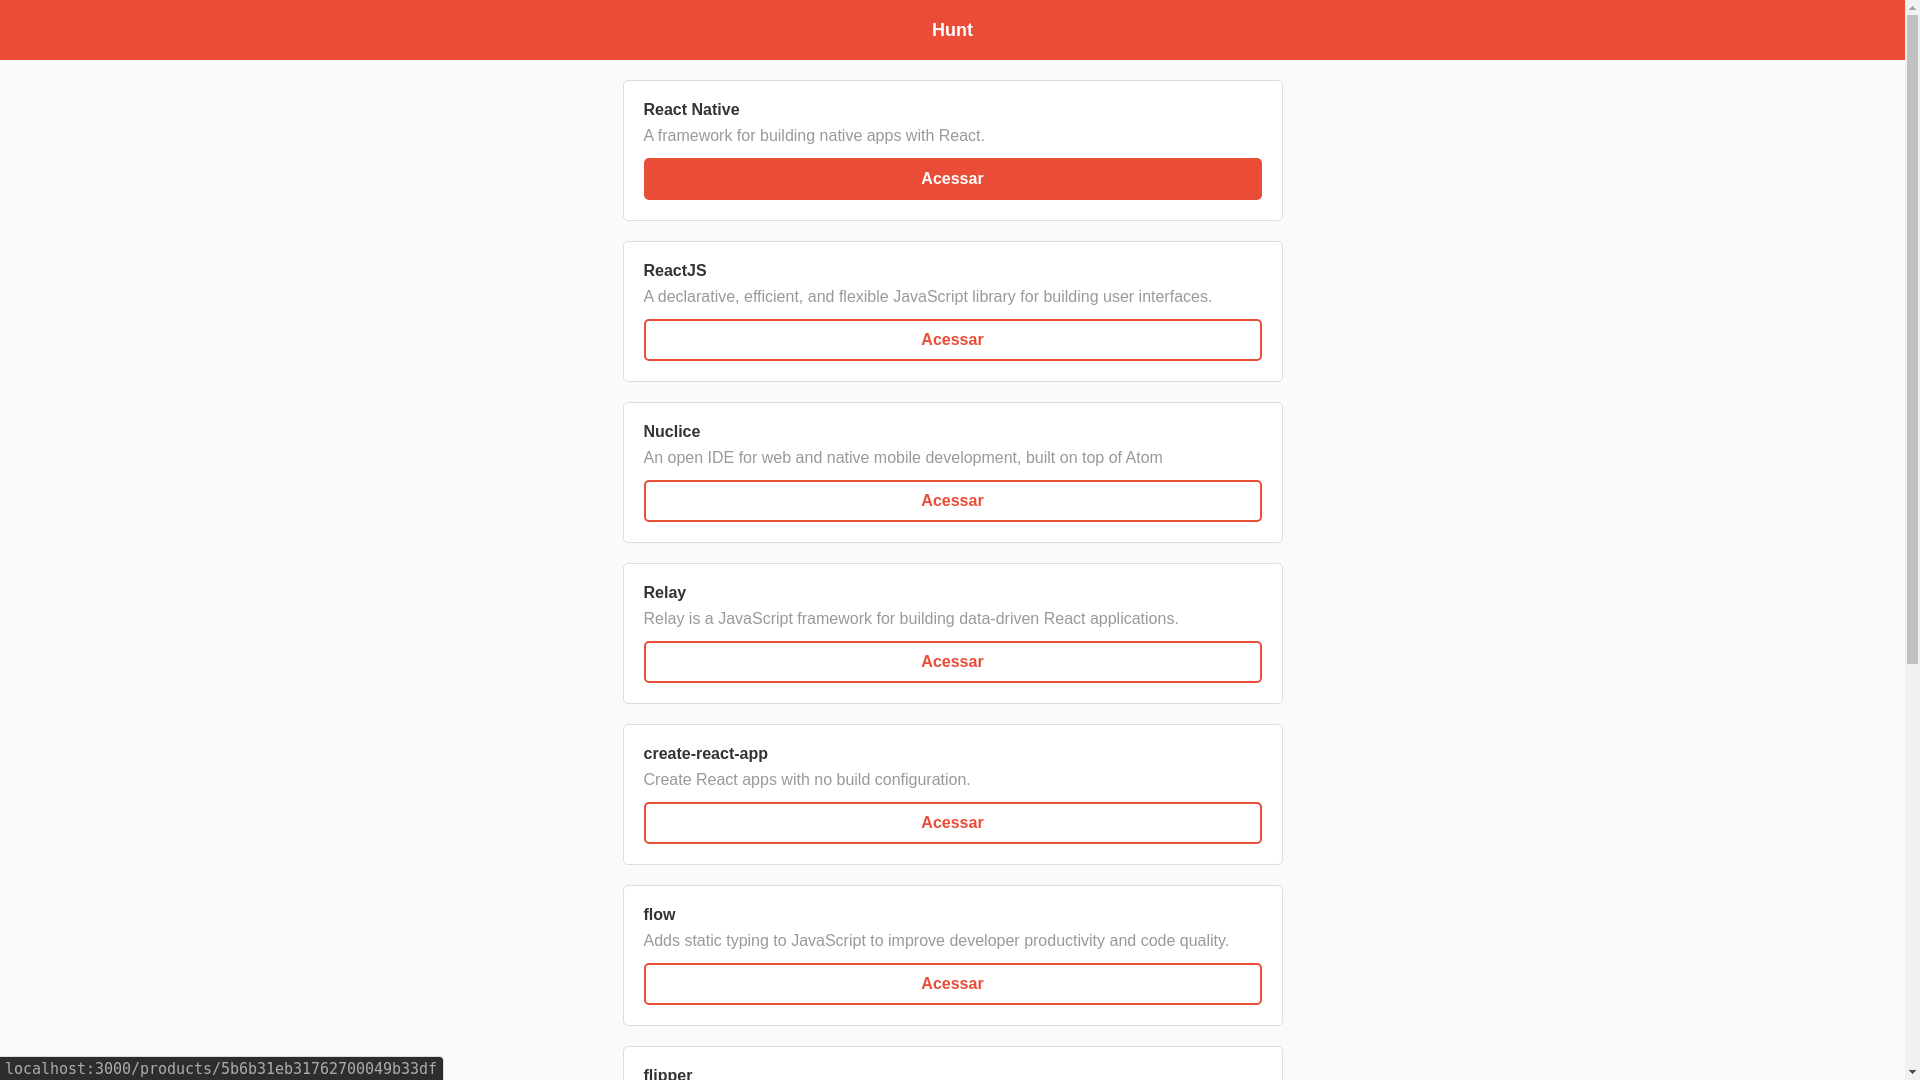 Hunt
React Native
A framework for building native apps with React.
Acessar
ReactJS
A declarative, efficient, and flexible JavaScript library for building user interfaces.
Acessar
Nuclice
An open IDE for web and native mobile development, built on top of Atom
Acessar
Relay
Relay is a JavaScript framework for building data-driven React applications.
Acessar
create-react-app
Create React apps with no build configuration.
Acessar
flow
Adds static typing to JavaScript to improve developer productivity and code quality.
Acessar
flipper
localhost:3000/products/5b6b31eb31762700049b33df